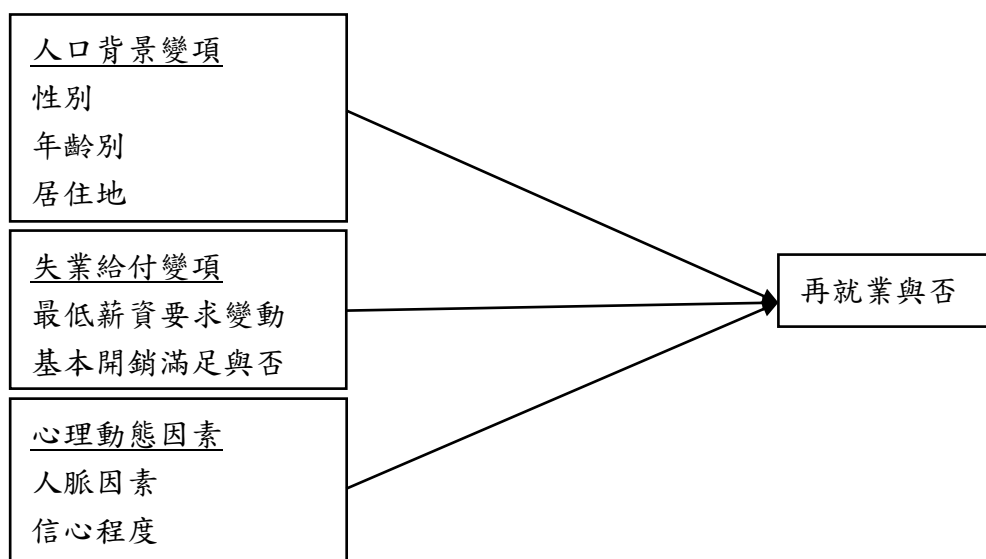 人口背景變項
性別
年齡別
居住地
失業給付變項
最低薪資要求變動
基本開銷滿足與否
心理動態因素
人脈因素
信心程度
再就業與否